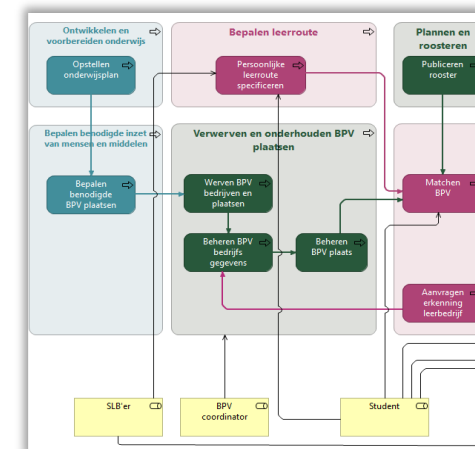 Ontwikkelen en
voorbereiden onderwijs
Opstellen
onderwijsplan
Bepalen leerroute
Persoonlijke
leerroute
specificeren
Plannen en
roosteren
Publiceren
rooster
Bepalen benodigde inzet
van mensen en middelen
Bepalen
benodigde
BPV plaatsen
Verwerven en onderhouden BPV
plaatsen
Werven BPV
bedrijven en
plaatsen
Beheren BPV
bedrijfs
gegevens
Beheren
BPV plaats
Matchen
BPV
Aanvragen
erkenning
leerbedrijf
SLB'er
BPV
coordinator
Student